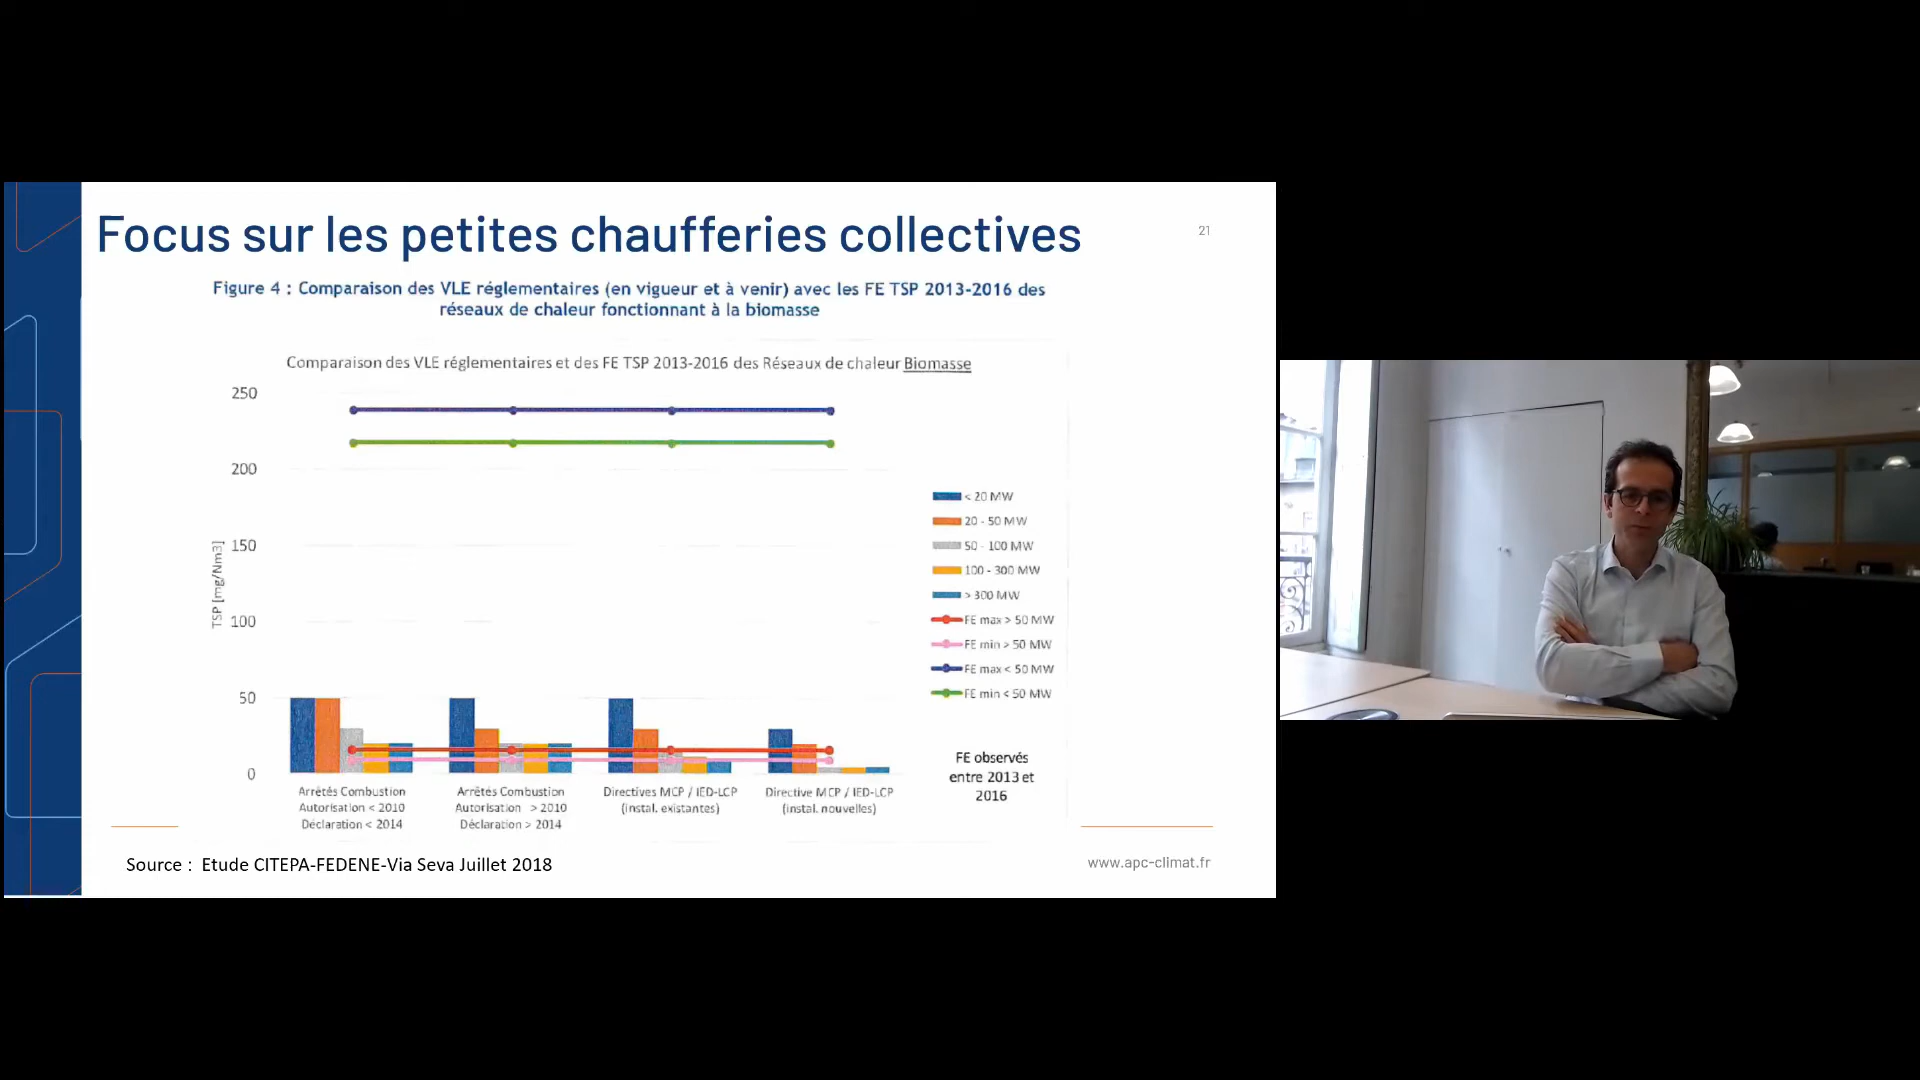 Focus sur les petites chaufferies collectives
21
Figure 4 : Comparaison des VLE réglementaires (en vigueur et à venir) avec les FE TSP 2013-2016 des
réseaux de chaleur fonctionnant à la biomasse
Comparaison des VLE réglementaires et des FE TSP 2013-2016 des Réseaux de chaleur Biomasse
250
200
150
100
50
0
TSP [mg/Nm3]
< 20 MW
20 - 50 MW
50 - 100 MW
100 - 300 MW
> 300 MW
FE max > 50 MW
FE min > 50 MW
FE max < 50 MW
FE min < 50 MW
FE observés
entre 2013 et
2016
Arrêtés Combustion
Autorisation < 2010
Déclaration < 2014
Arrêtés Combustion
Autorisation > 2010
Déclaration > 2014
Directives MCP / IED-LCP
(instal. existantes)
Directive MCP / IED-LCP
(instal. nouvelles)
Source : Etude CITEPA-FEDENE-Via Seva Juillet 2018
www.apc-climat.fr